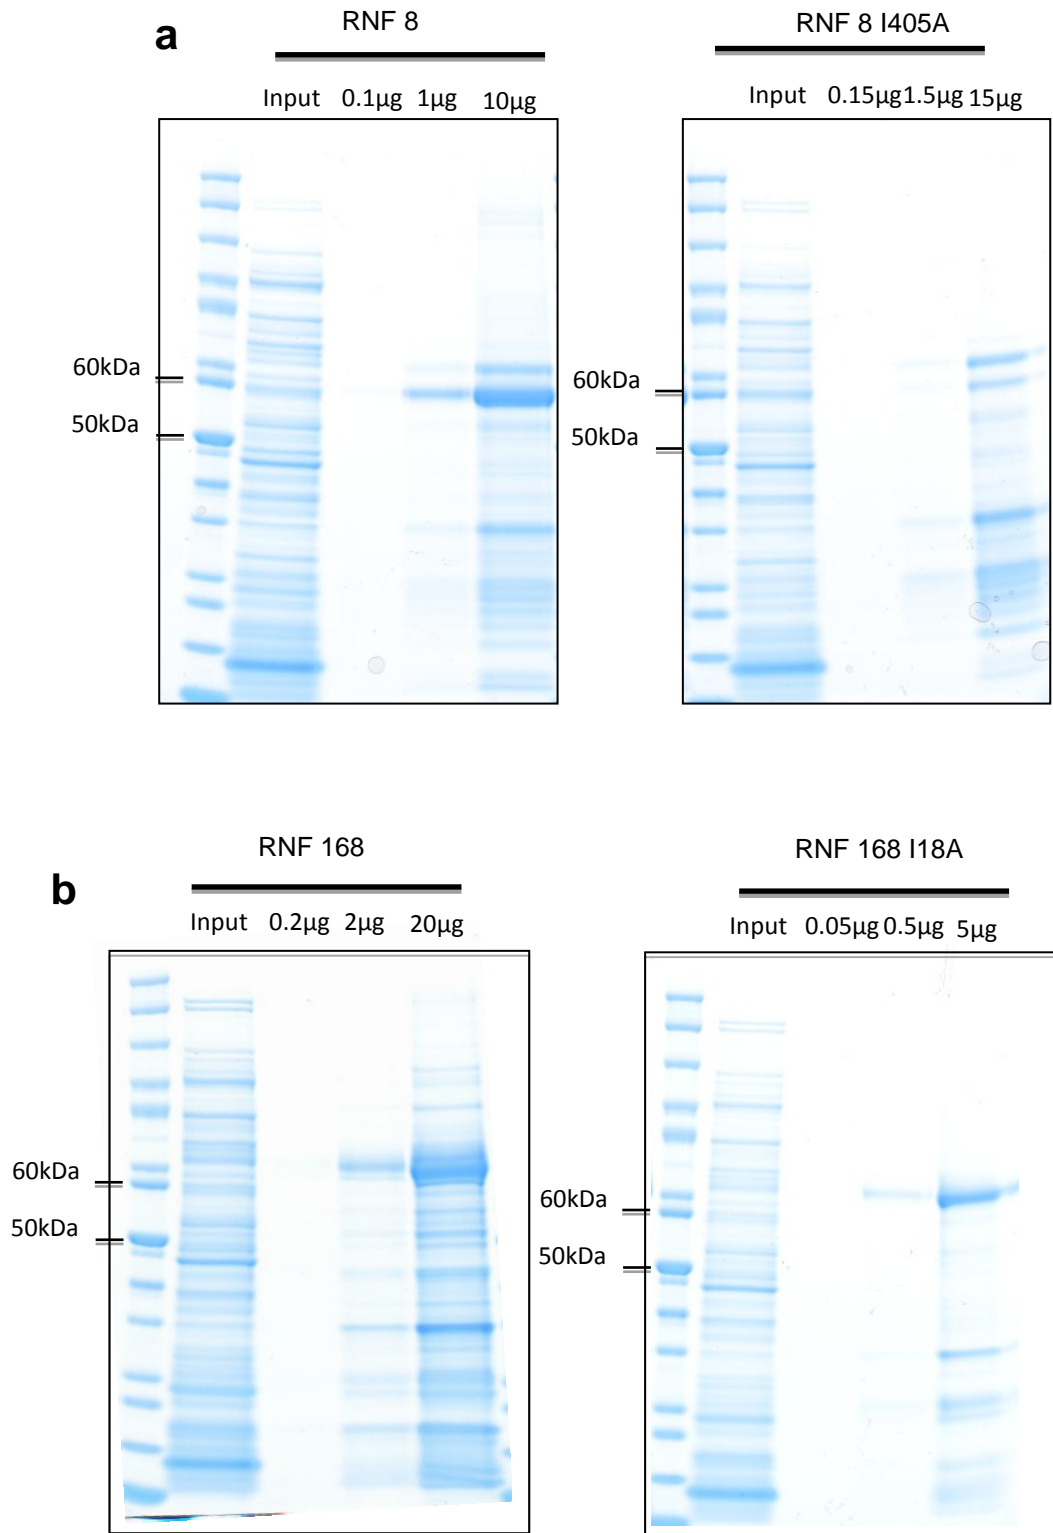 a
RNF 8
Input 0.1µg 1µg 10µg
60kDa
50kDa
RNF 8 I405A
Input 0.15µg 1.5µg 15µg
60kDa
50kDa
b
RNF 168
Input 0.2µg 2µg 20µg
60kDa
50kDa
RNF 168 I18A
Input 0.05µg 0.5µg 5µg
60kDa
50kDa